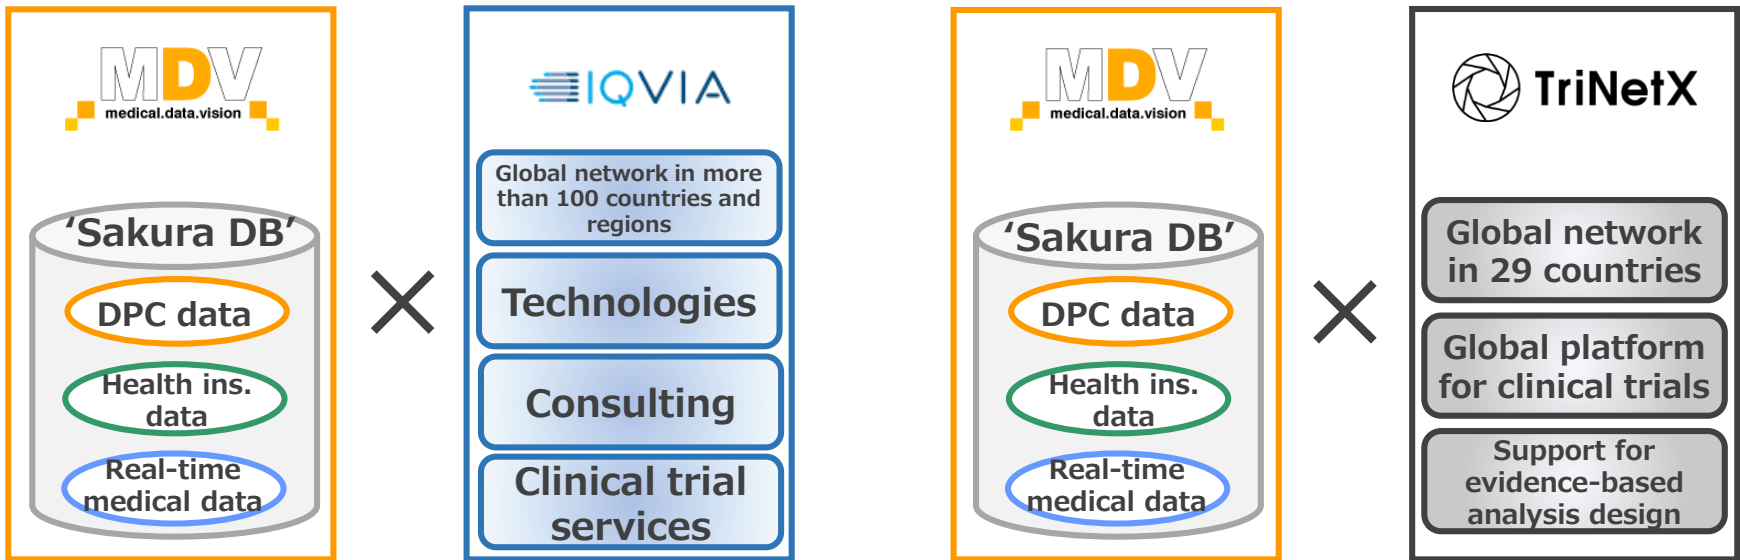 MDV
medical.data.vision
‘Sakura DB’
DPC data
Health ins.
data
Real-time
medical data
×
IQVIA
Global network in more
than 100 countries and
regions
Technologies
Consulting
Clinical trial
services
MDV
medical.data.vision
‘Sakura DB’
DPC data
Health ins.
data
Real-time
medical data
×
TriNetX
Global network
in 29 countries
Global platform
for clinical trials
Support for
evidence-based
analysis design